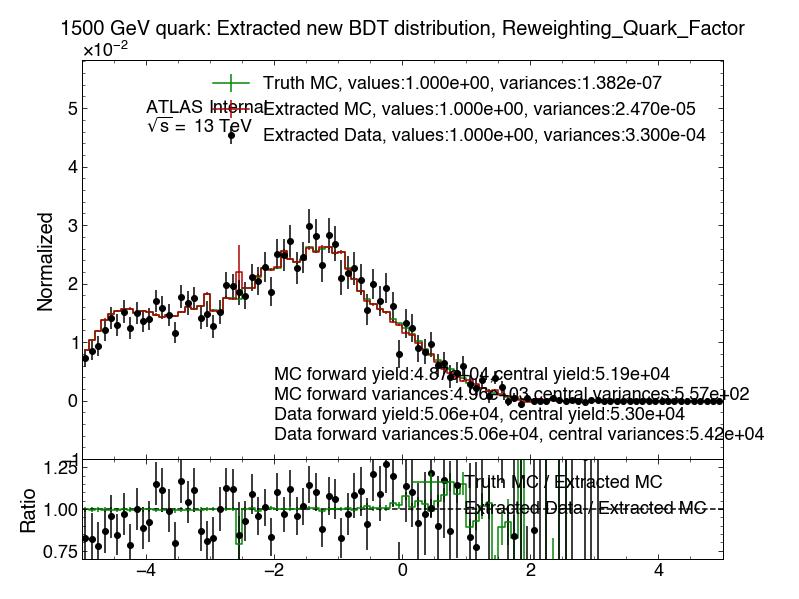 1500 GeV quark: Extracted new BDT distribution, Reweighting_Quark_Factor
×10⁻²
Truth MC, values:1.000e+00, variances:1.382e-07
ATLAS Internal
Extracted MC, values:1.000e+00, variances:2.470e-05
√s = 13 TeV
Extracted Data, values:1.000e+00, variances:3.300e-04
5
4
3
2
1
0
Normalized
MC forward yield:4.87e+04, central yield:5.19e+04
MC forward variances:4.96e+03, central variances:5.57e+02
Data forward yield:5.06e+04, central yield:5.30e+04
Data forward variances:5.06e+04, central variances:5.42e+04
1
1.25
1.00
0.75
Ratio
Truth MC / Extracted MC
Extracted Data / Extracted MC
−4 −2 0 2 4